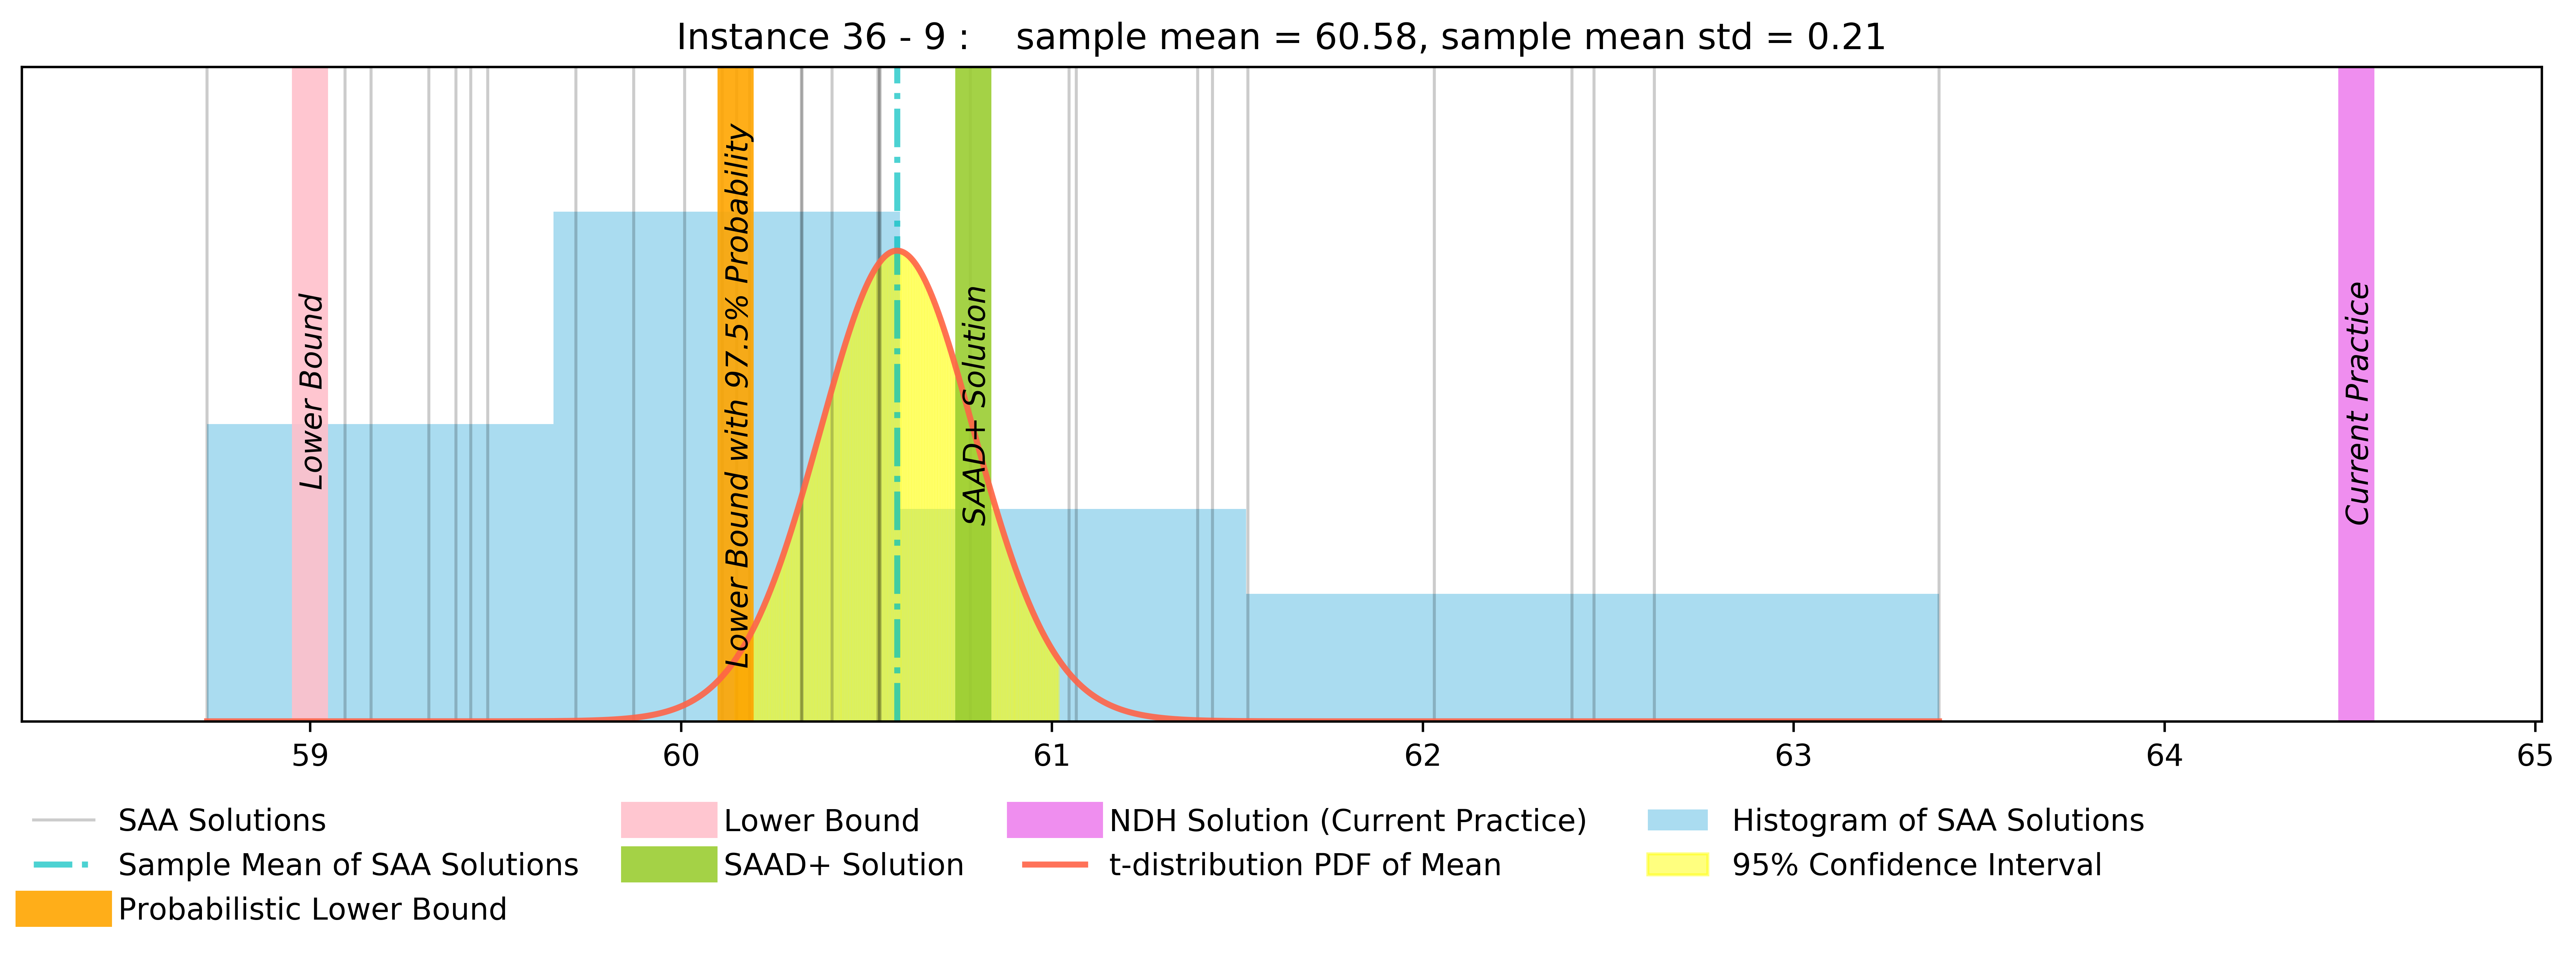 Instance 36 - 9 :    sample mean = 60.58, sample mean std = 0.21
Lower Bound
Lower Bound with 97.5% Probability
SAAD+ Solution
Current Practice
59 60 61 62 63 64 65
SAA Solutions
Sample Mean of SAA Solutions
Probabilistic Lower Bound
Lower Bound
SAAD+ Solution
NDH Solution (Current Practice)
t-distribution PDF of Mean
Histogram of SAA Solutions
95% Confidence Interval